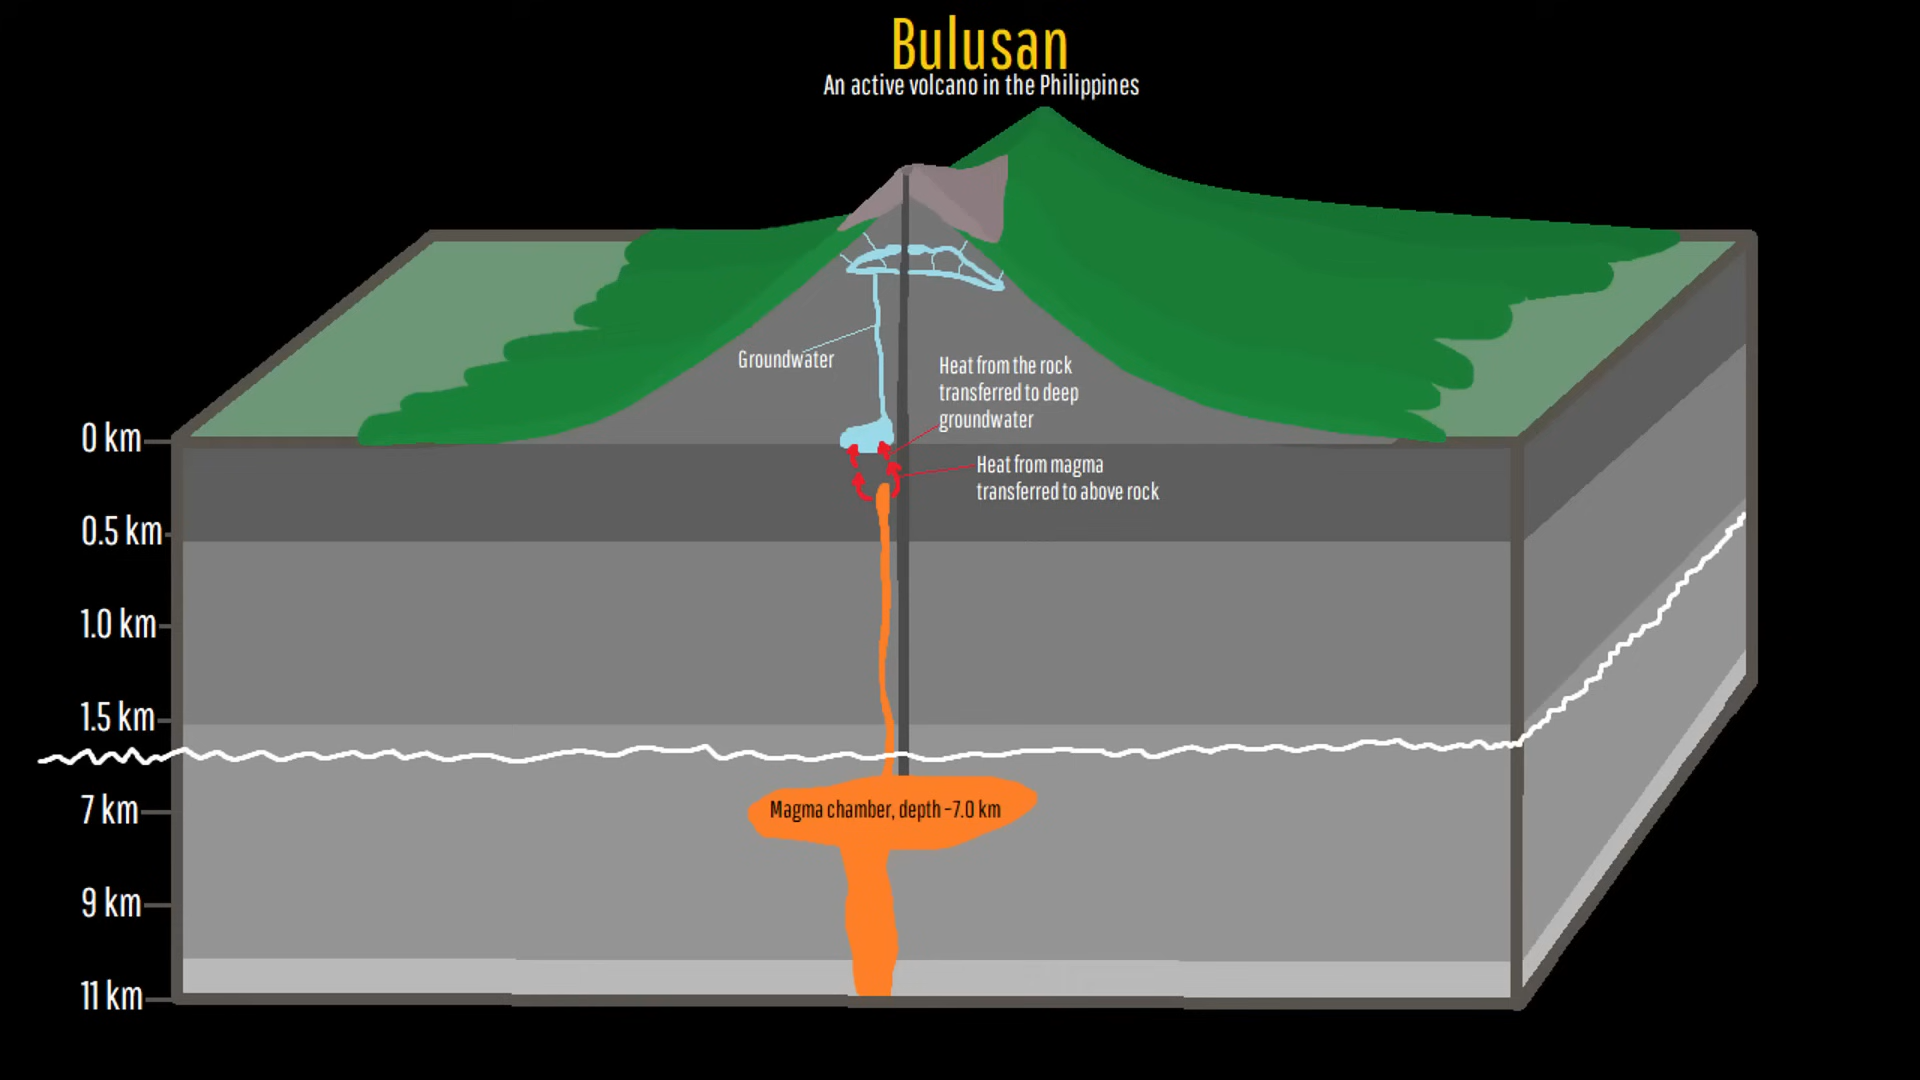 Bulusan
An active volcano in the Philippines
Groundwater
Heat from the rock
transferred to deep
groundwater
Heat from magma
transferred to above rock
0 km
0.5 km
1.0 km
1.5 km
7 km
9 km
11 km
Magma chamber, depth ~7.0 km